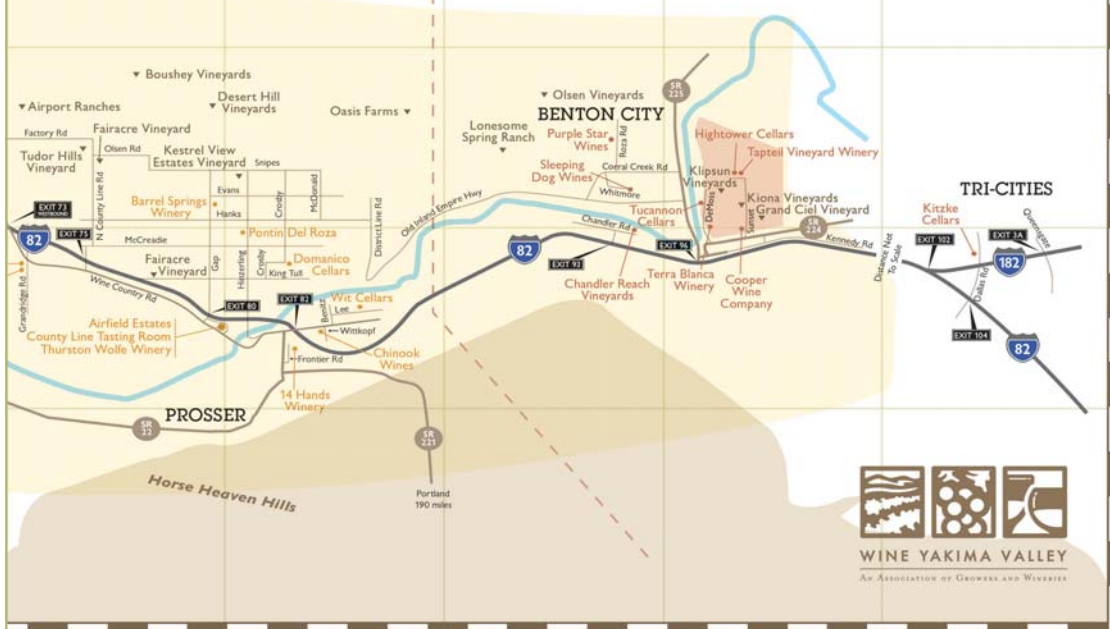 Boushey Vineyards
Airport Ranches
Desert Hill
Vineyards
Oasis Farms
Olsen Vineyards
SR
225
BENTON CITY
Factory Rd
Fairacre Vineyard
Olsen Rd
Tudor Hills
Vineyard
Kestrel View
Estates Vineyard
Snipes
Lonesome
Spring Ranch
Purple Star
Wines
Roza Rd
Hightower Cellars
Tapteil Vineyard Winery
Corral Creek Rd
Sleeping
Dog Wines
Whitmore
Klipsun
Vineyards
N County Line Rd
Evans
Crosby
McDonald
Barrel Springs
Winery
Hanks
District Line Rd
Old Inland Empire Hwy
Tucannon
Cellars
DeMoss
Sunset
Kiona Vineyards
Grand Ciel Vineyard
TRI-CITIES
Kitzke
Cellars
EXIT 73
WESTBOUND
82
EXIT 75
McCreadie
Pontin Del Roza
Chandler Rd
SR
224
Kennedy Rd
EXIT 102
EXIT 3A
Queensgate
82
EXIT 93
EXIT 96
Distance Not
To Scale
182
Fairacre
Vineyard
Gap
Hinzerling
Crosby
King Tull
Domanico
Cellars
Chandler Reach
Vineyards
Terra Blanca
Winery
Cooper
Wine
Company
Dallas Rd
Grandridge Rd
Wine Country Rd
EXIT 80
EXIT 82
Benitz
Wit Cellars
Lee
Wittkopf
Airfield Estates
County Line Tasting Room
Thurston Wolfe Winery
Chinook
Wines
Frontier Rd
EXIT 104
82
14 Hands
Winery
PROSSER
SR
22
SR
221
Horse Heaven Hills
Portland
190 miles
WINE YAKIMA VALLEY
An Association of Growers and Wineries